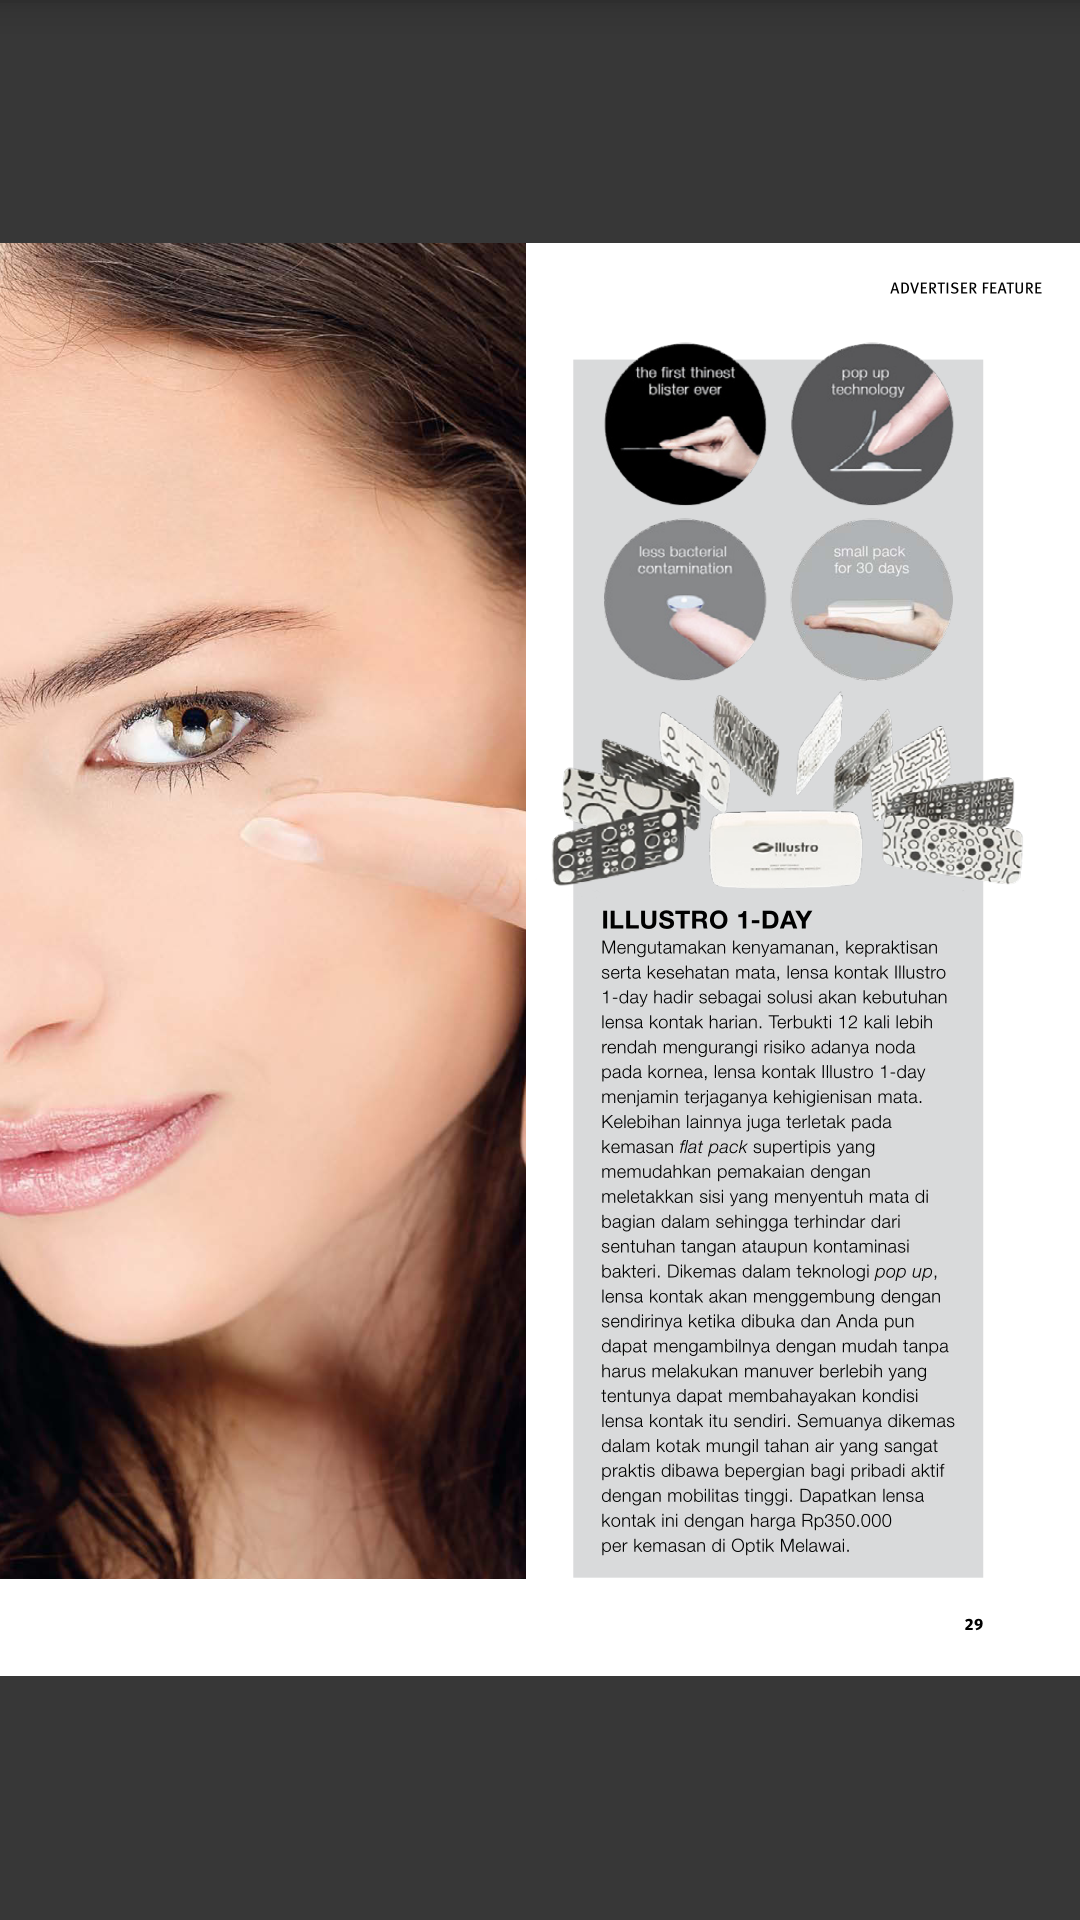 ADVERTISER FEATURE
the first thinest
blister ever
pop up
technology
less bacterial
contamination
small pack
for 30 days
illustro
ILLUSTRO 1-DAY
Mengutamakan kenyamanan, kepraktisan
serta kesehatan mata, lensa kontak Illustro
1-day hadir sebagai solusi akan kebutuhan
lensa kontak harian. Terbukti 12 kali lebih
rendah mengurangi risiko adanya noda
pada kornea, lensa kontak Illustro 1-day
menjamin terjaganya kehigienisan mata.
Kelebihan lainnya juga terletak pada
kemasan flat pack supertipis yang
memudahkan pemakaian dengan
meletakkan sisi yang menyentuh mata di
bagian dalam sehingga terhindar dari
sentuhan tangan ataupun kontaminasi
bakteri. Dikemas dalam teknologi pop up,
lensa kontak akan menggembung dengan
sendirinya ketika dibuka dan Anda pun
dapat mengambilnya dengan mudah tanpa
harus melakukan manuver berlebih yang
tentunya dapat membahayakan kondisi
lensa kontak itu sendiri. Semuanya dikemas
dalam kotak mungil tahan air yang sangat
praktis dibawa bepergian bagi pribadi aktif
dengan mobilitas tinggi. Dapatkan lensa
kontak ini dengan harga Rp350.000
per kemasan di Optik Melawai.
29